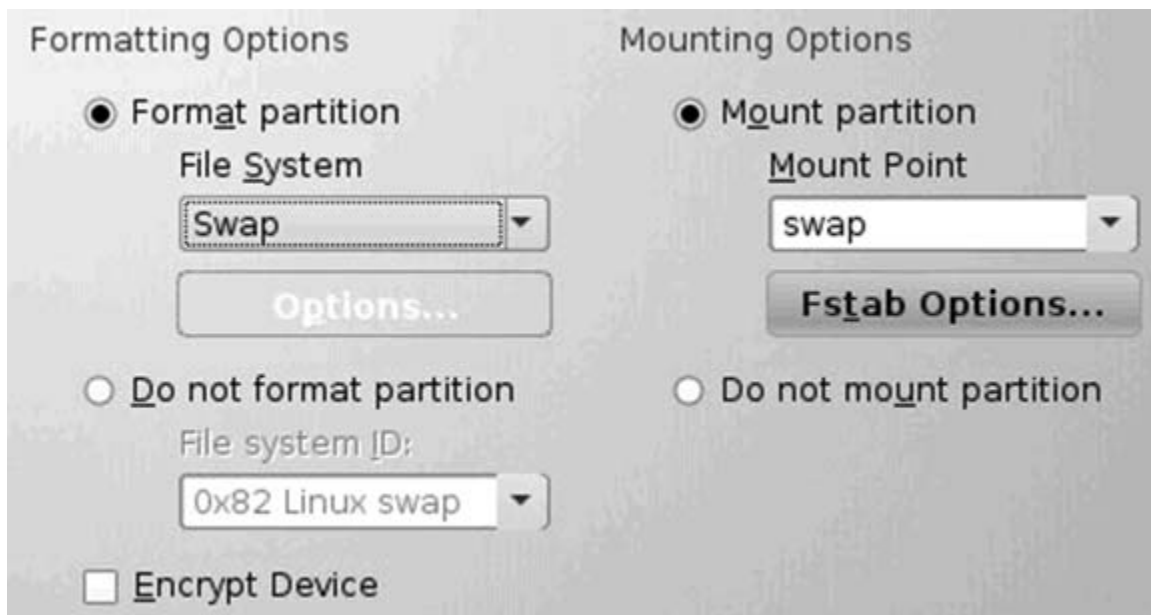 Formatting Options
Format partition
File System
Swap
Options...
Do not format partition
File system ID:
0x82 Linux swap
Encrypt Device
Mounting Options
Mount partition
Mount Point
swap
Fstab Options...
Do not mount partition